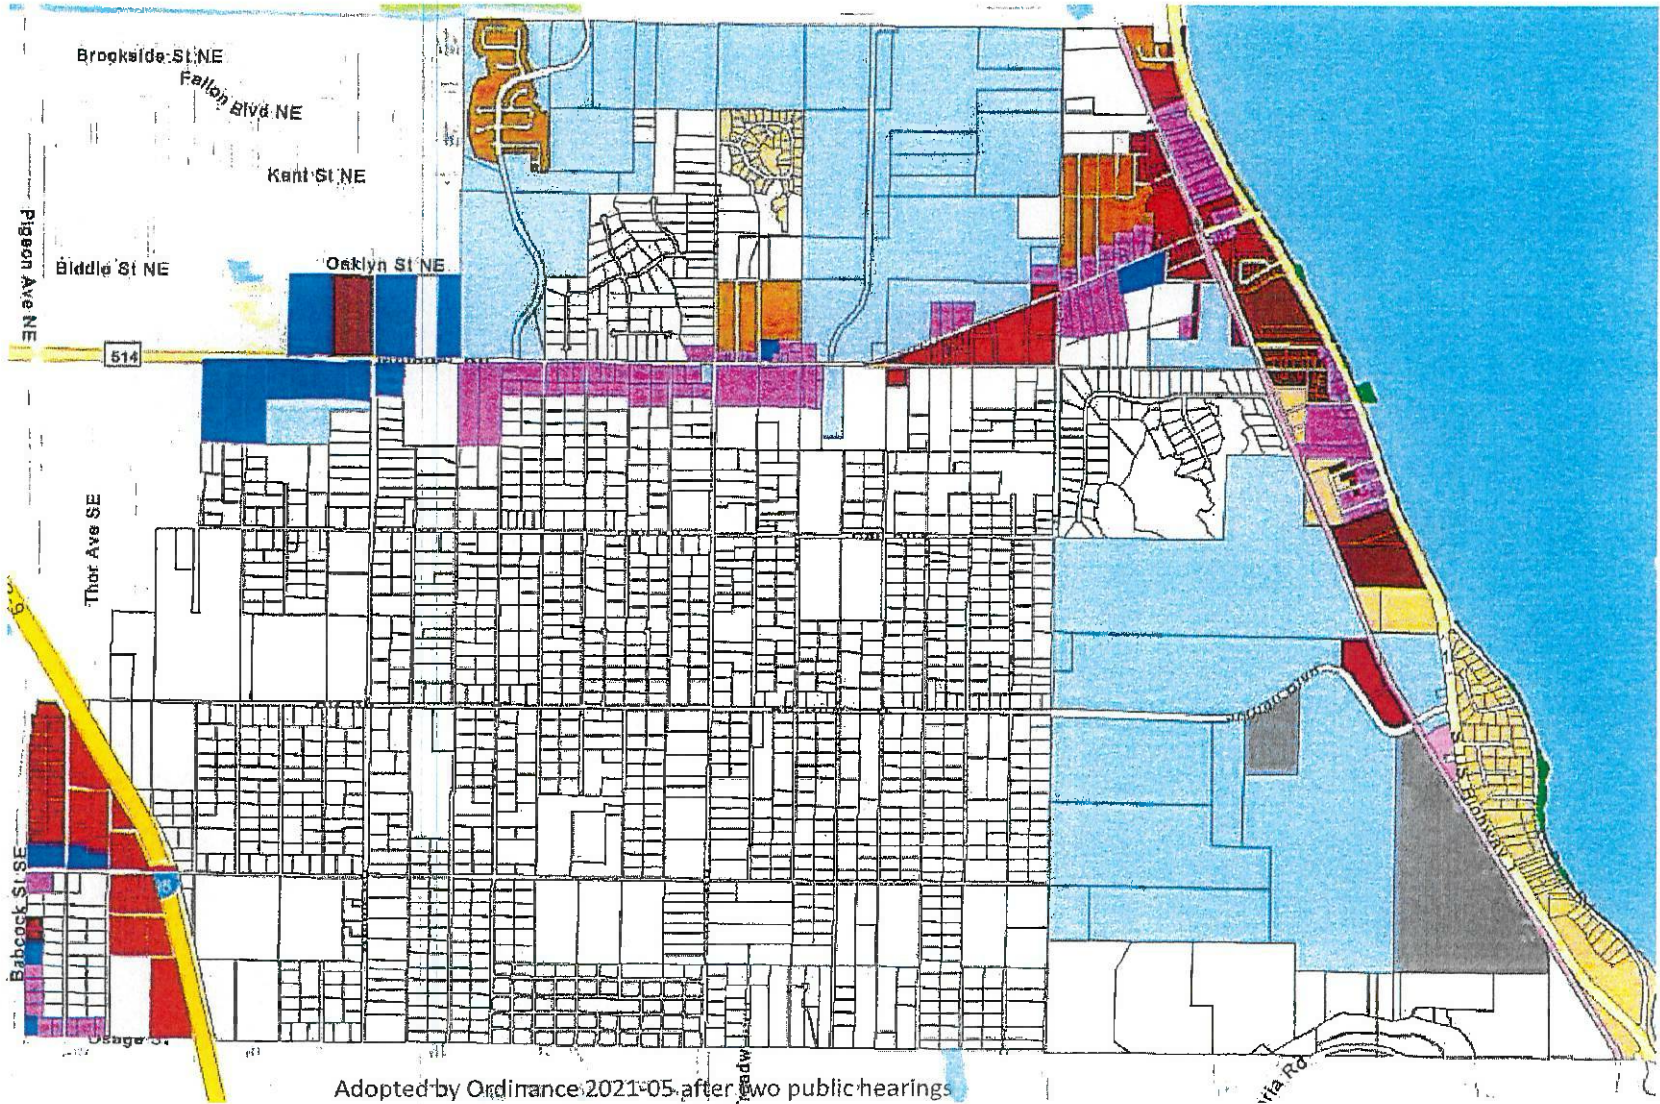 Brookside St NE
Fallon Blvd NE
Kent St NE
Pigeon Ave NE
Biddle St NE
Oaklyn St NE
514
Thor Ave SE
Babcock St SE
Adopted by Ordinance 2021-05 after two public hearings